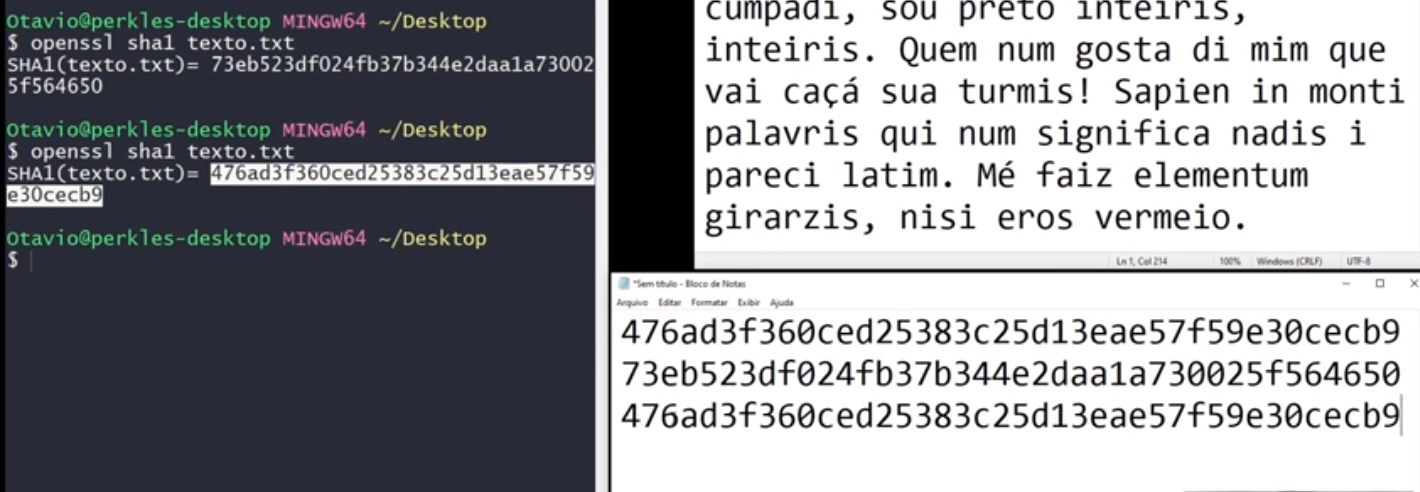 Otavio@perkles-desktop MINGW64 ~/Desktop
$ openssl sha1 texto.txt
SHA1(texto.txt)= 73eb523df024fb37b344e2daa1a73002
5f564650
Otavio@perkles-desktop MINGW64 ~/Desktop
$ openssl sha1 texto.txt
SHA1(texto.txt)= 476ad3f360ced25383c25d13eae57f59
e30cecb9
Otavio@perkles-desktop MINGW64 ~/Desktop
$
cumpadi, sou preto inteiris,
inteiris. Quem num gosta di mim que
vai caçá sua turmis! Sapien in monti
palavris qui num significa nadis i
pareci latim. Mé faiz elementum
girarzis, nisi eros vermeio.
Ln 1, Col 214 100% Windows (CRLF) UTF-8
*Sem título - Bloco de Notas
Arquivo Editar Formatar Exibir Ajuda
476ad3f360ced25383c25d13eae57f59e30cecb9
73eb523df024fb37b344e2daa1a730025f564650
476ad3f360ced25383c25d13eae57f59e30cecb9